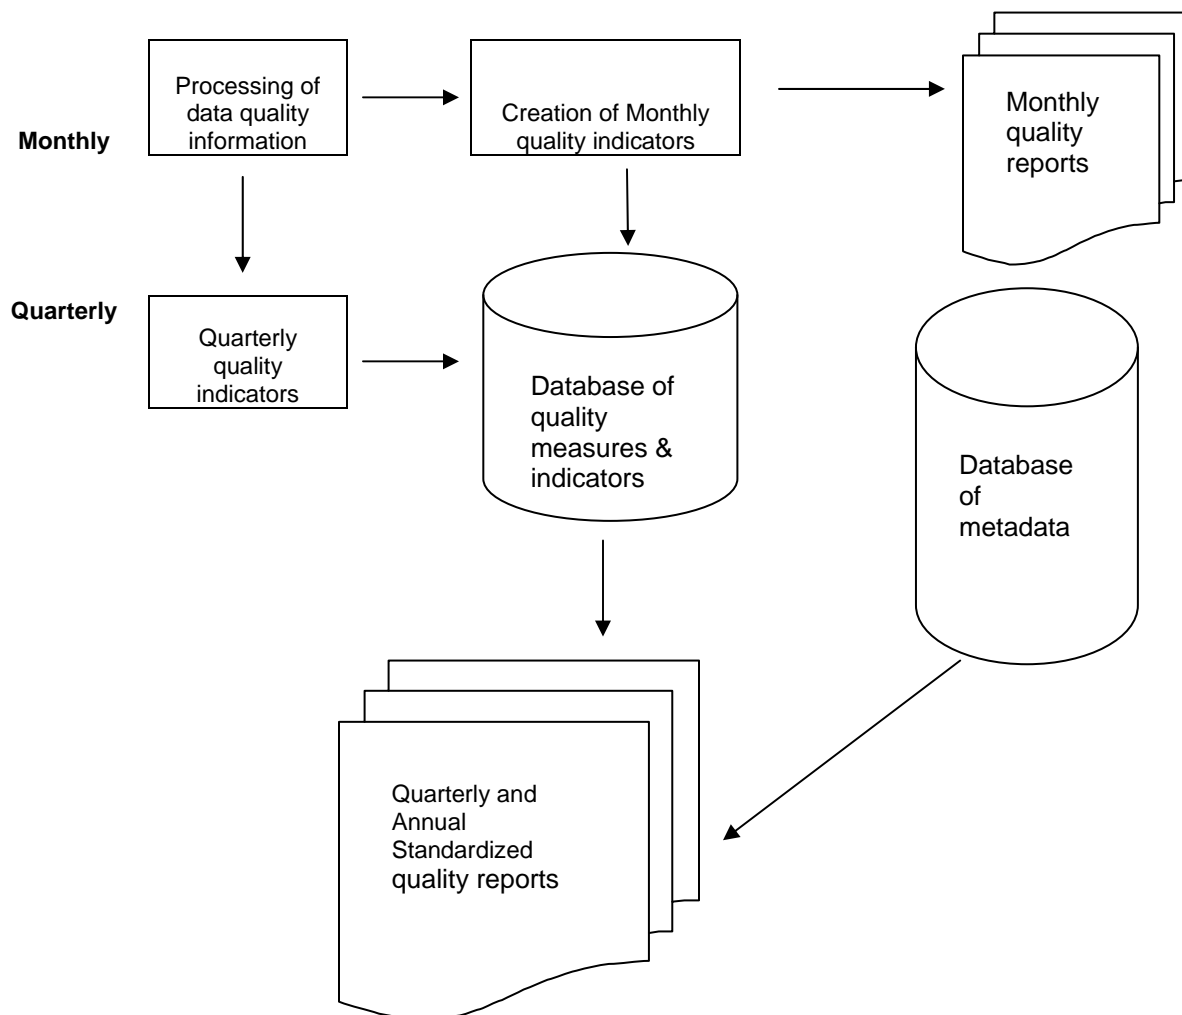 Monthly
Processing of
data quality
information
Creation of Monthly
quality indicators
Monthly
quality
reports
Quarterly
Quarterly
quality
indicators
Database of
quality
measures &
indicators
Database
of
metadata
Quarterly and
Annual
Standardized
quality reports